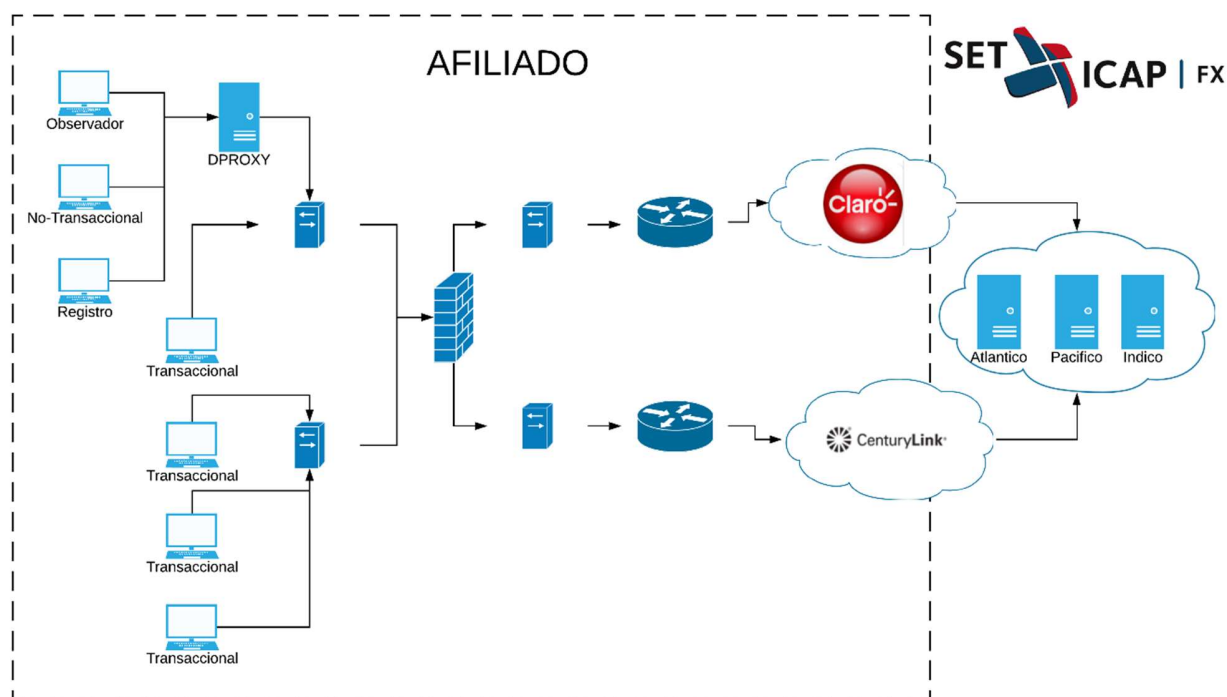 AFILIADO
SET
ICAP | FX
Observador
DPROXY
No-Transaccional
Claro
Registro
Atlantico
Pacifico
Indico
Transaccional
CenturyLink
Transaccional
Transaccional
Transaccional